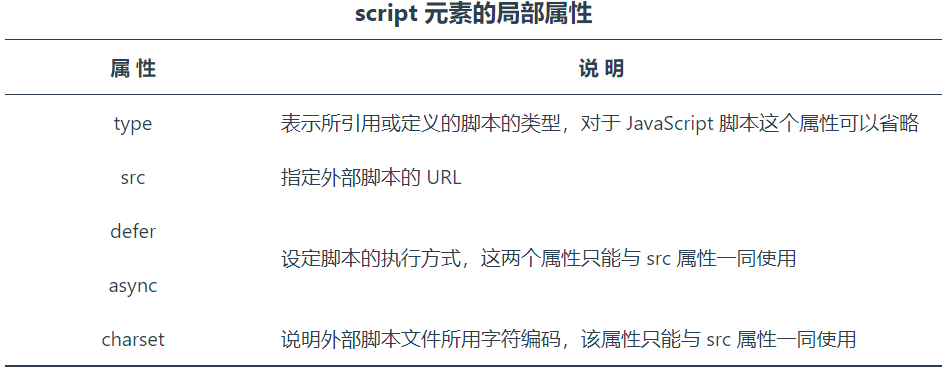 script 元素的局部属性
属 性 说 明
type 表示所引用或定义的脚本的类型，对于 JavaScript 脚本这个属性可以省略
src 指定外部脚本的 URL
defer
设定脚本的执行方式，这两个属性只能与 src 属性一同使用
async
charset 说明外部脚本文件所用字符编码，该属性只能与 src 属性一同使用